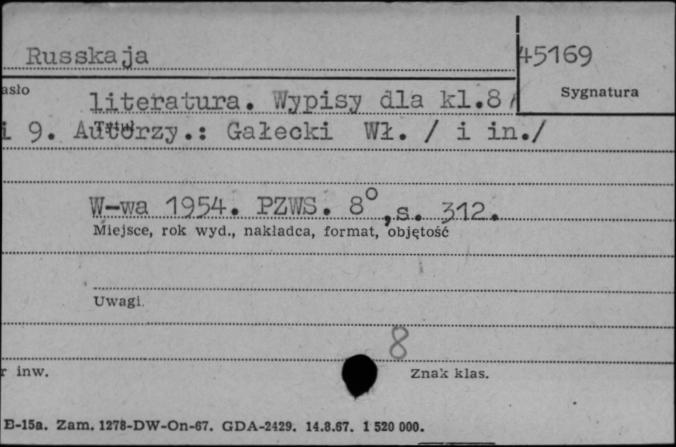 Russkaja
45169
asło
Sygnatura
literatura. Wypisy dla kl.8
Tytuł
i 9. Autorzy.: Gałecki Wł. / i in./
W-wa 1954. PZWS. 8°, s. 312.
Miejsce, rok wyd., nakładca, format, objętość
Uwagi
8
r inw.
Znak klas.
E-15a. Zam. 1278-DW-On-67. GDA-2429. 14.8.67. 1 520 000.